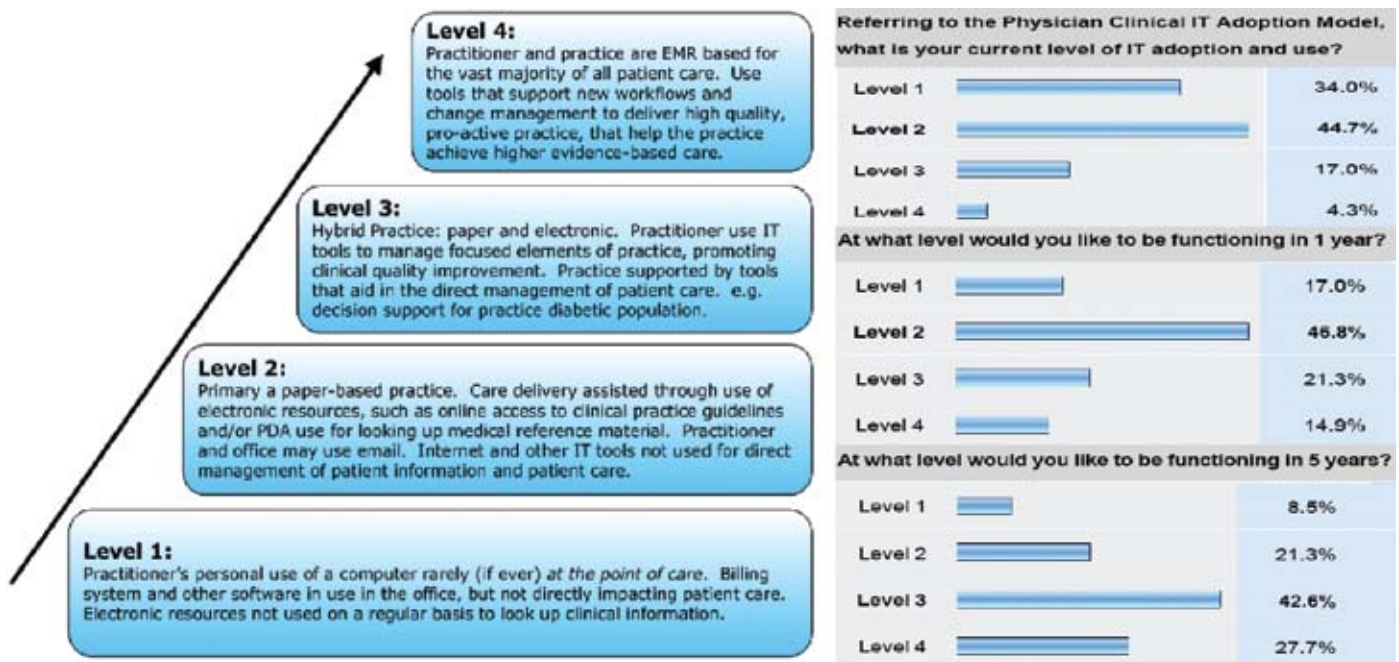 Level 4:
Practitioner and practice are EMR based for
the vast majority of all patient care. Use
tools that support new workflows and
change management to deliver high quality,
pro-active practice, that help the practice
achieve higher evidence-based care.
Level 3:
Hybrid Practice: paper and electronic. Practitioner use IT
tools to manage focused elements of practice, promoting
clinical quality improvement. Practice supported by tools
that aid in the direct management of patient care. e.g.
decision support for practice diabetic population.
Level 2:
Primary a paper-based practice. Care delivery assisted through use of
electronic resources, such as online access to clinical practice guidelines
and/or PDA use for looking up medical reference material. Practitioner
and office may use email. Internet and other IT tools not used for direct
management of patient information and patient care.
Level 1:
Practitioner's personal use of a computer rarely (if ever) at the point of care. Billing
system and other software in use in the office, but not directly impacting patient care.
Electronic resources not used on a regular basis to look up clinical information.
Referring to the Physician Clinical IT Adoption Model,
what is your current level of IT adoption and use?
Level 1 34.0%
Level 2 44.7%
Level 3 17.0%
Level 4 4.3%
At what level would you like to be functioning in 1 year?
Level 1 17.0%
Level 2 46.8%
Level 3 21.3%
Level 4 14.9%
At what level would you like to be functioning in 5 years?
Level 1 8.5%
Level 2 21.3%
Level 3 42.6%
Level 4 27.7%